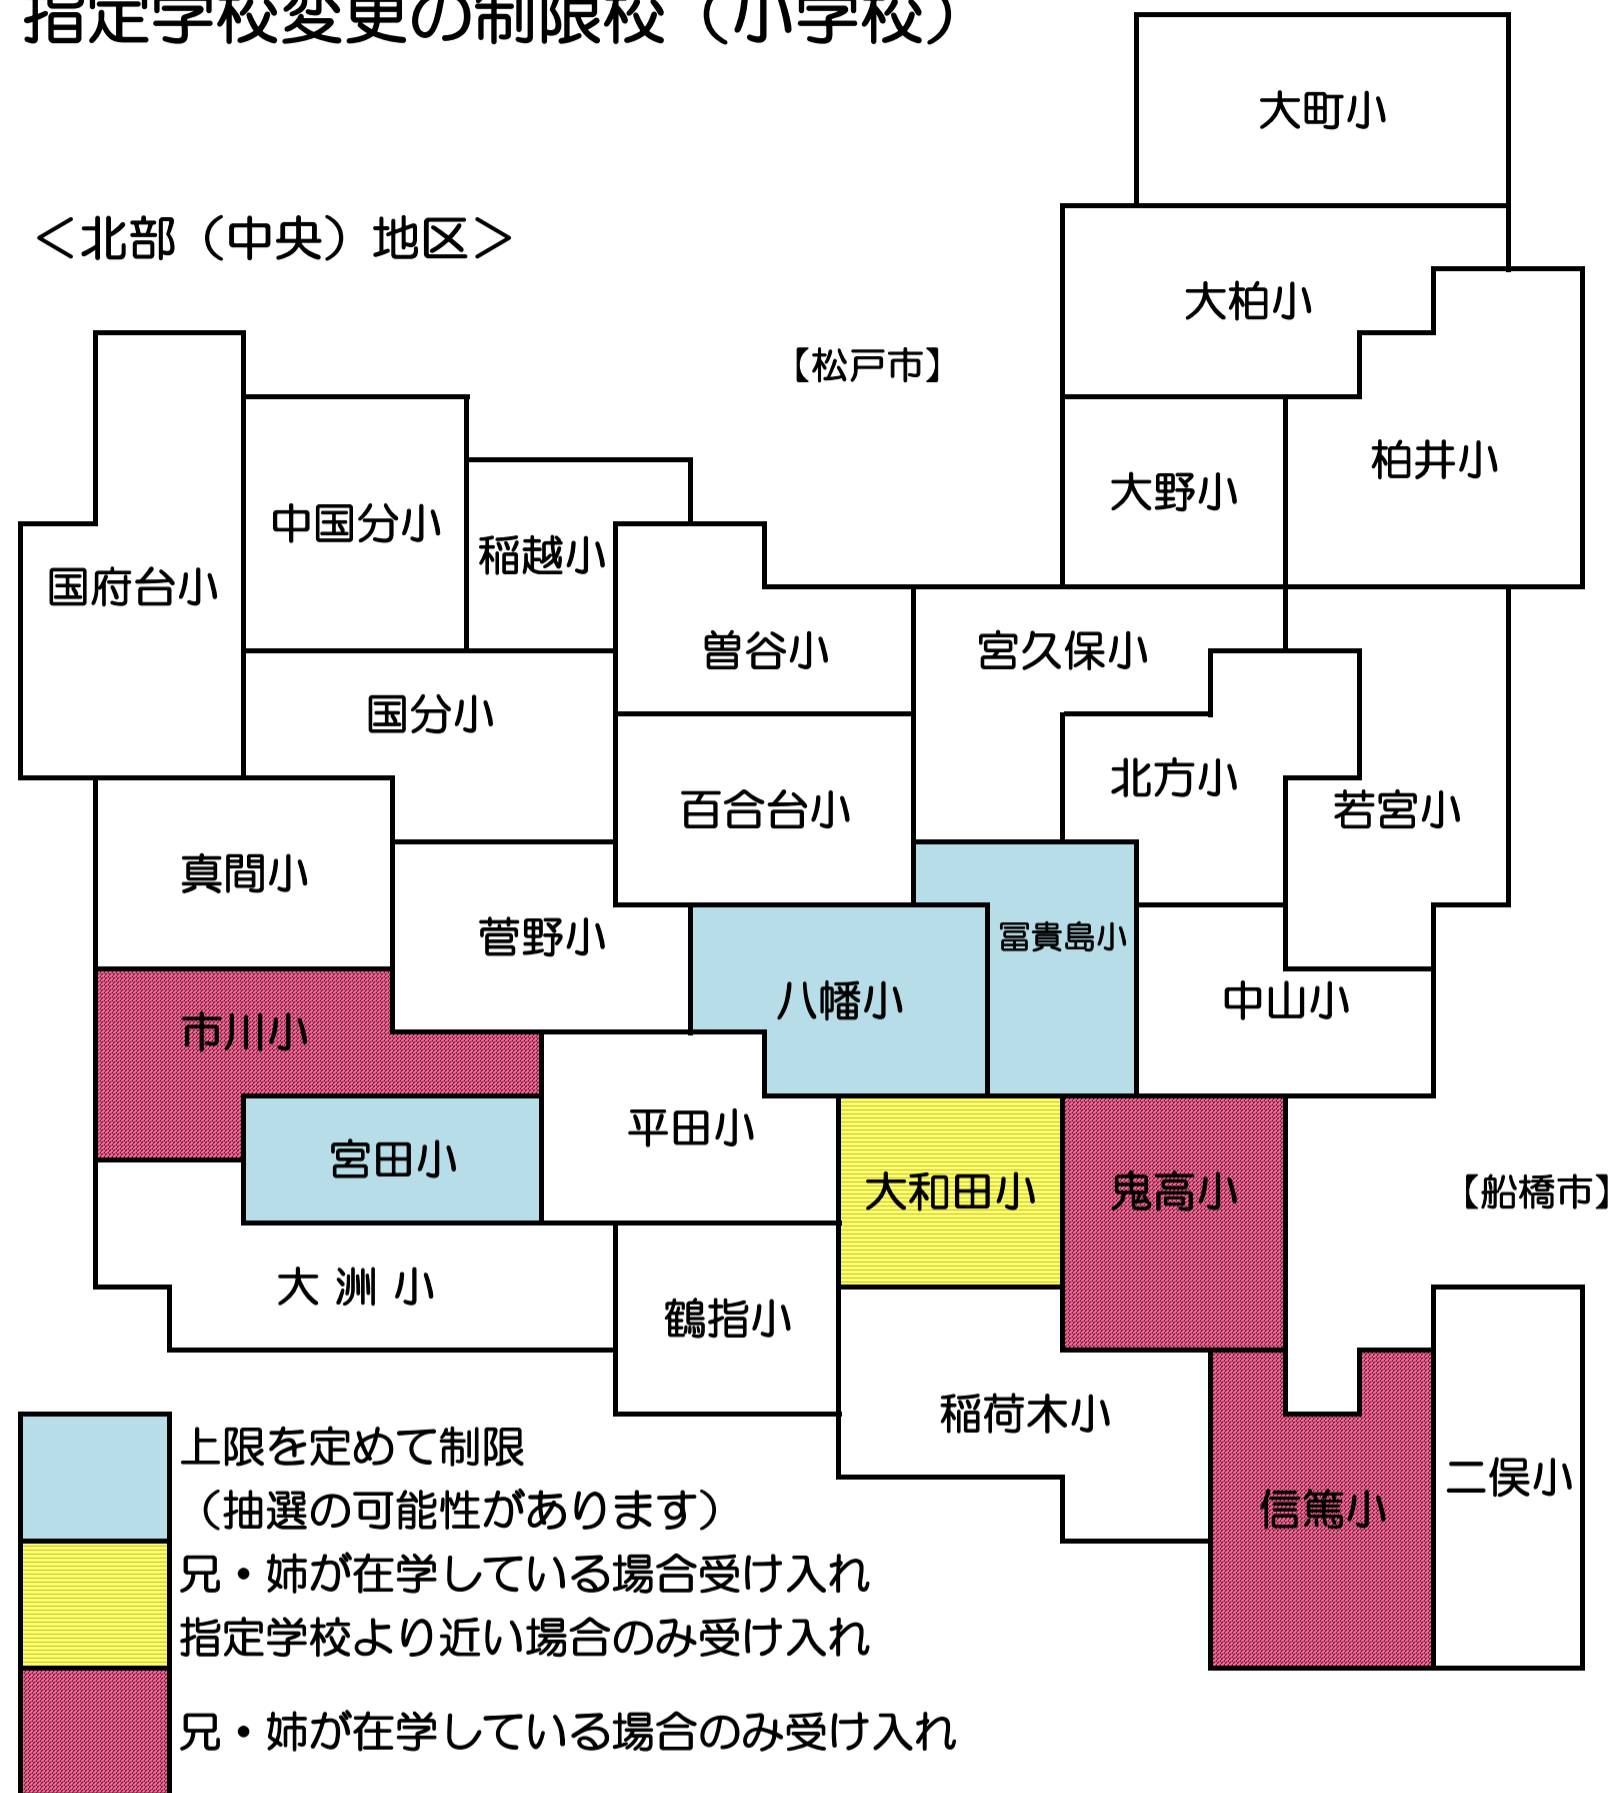 指定学校変更の制限校（小学校）
大町小
＜北部（中央）地区＞
大柏小
【松戸市】
柏井小
大野小
中国分小
稲越小
国府台小
曽谷小
宮久保小
国分小
北方小
百合台小
若宮小
真間小
菅野小
冨貴島小
八幡小
中山小
市川小
平田小
宮田小
大和田小
鬼高小
【船橋市】
大 洲 小
鶴指小
稲荷木小
二俣小
信篤小
上限を定めて制限
（抽選の可能性があります）
兄・姉が在学している場合受け入れ
指定学校より近い場合のみ受け入れ
兄・姉が在学している場合のみ受け入れ